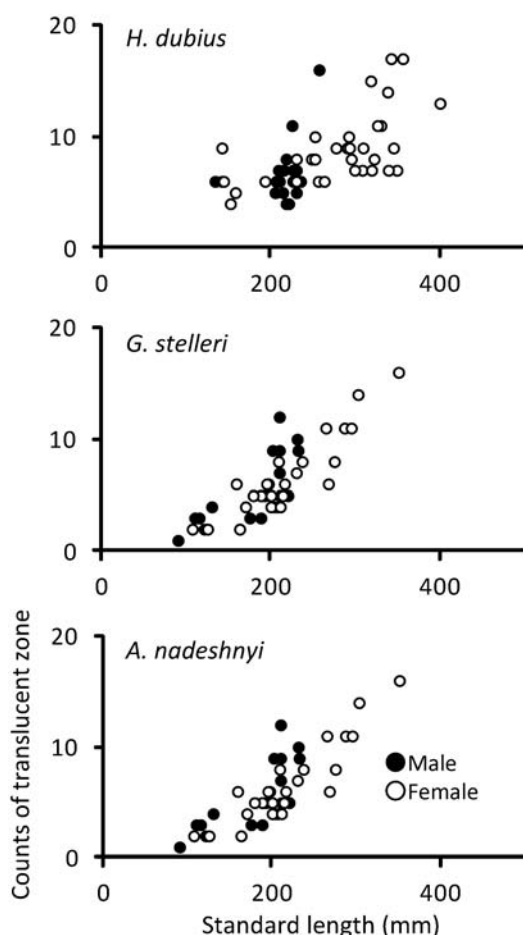 20
H. dubius
10
0
0
200
400
20
G. stelleri
10
0
0
200
400
20
A. nadeshnyi
10
Male
Female
0
0
200
400
Counts of translucent zone
Standard length (mm)